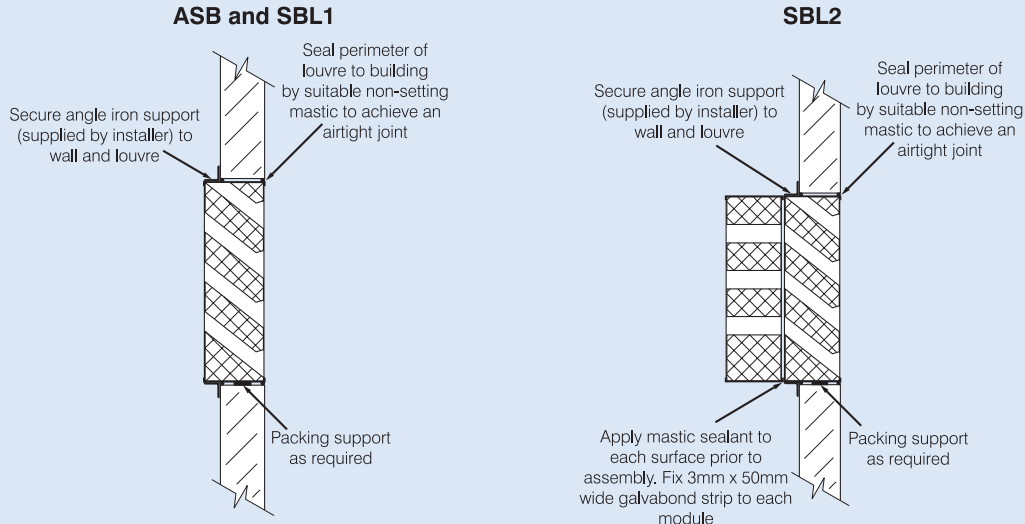 ASB and SBL1
Seal perimeter of
louvre to building
by suitable non-setting
mastic to achieve an
airtight joint
Secure angle iron support
(supplied by installer) to
wall and louvre
Packing support
as required
SBL2
Seal perimeter of
louvre to building
by suitable non-setting
mastic to achieve an
airtight joint
Secure angle iron support
(supplied by installer) to
wall and louvre
Apply mastic sealant to
each surface prior to
assembly. Fix 3mm x 50mm
wide galvabond strip to each
module
Packing support
as required